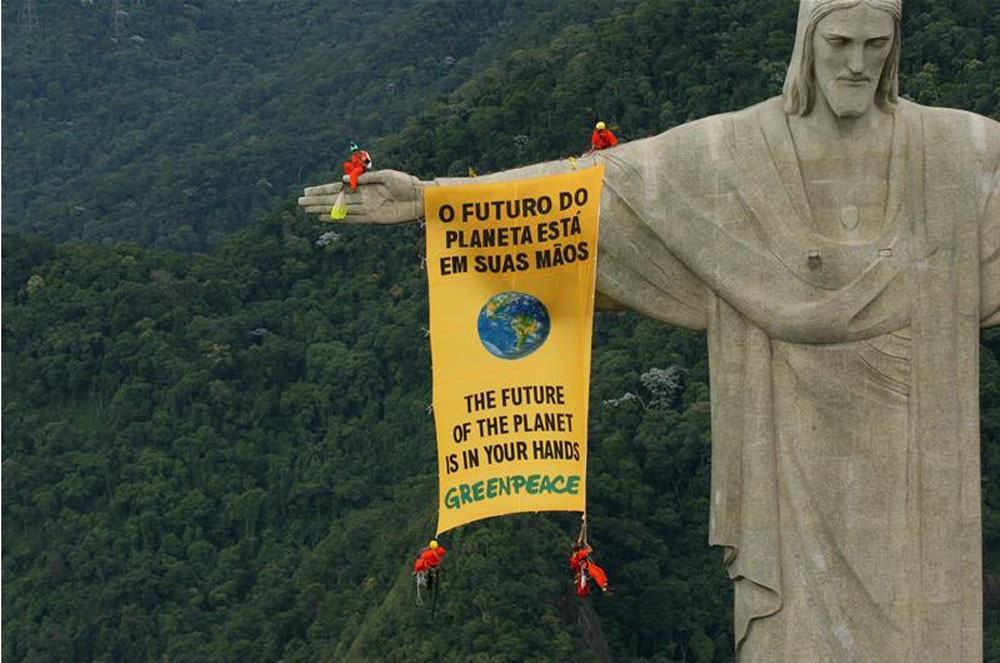 O FUTURO DO
PLANETA ESTÁ
EM SUAS MÃOS
THE FUTURE
OF THE PLANET
IS IN YOUR HANDS
GREENPEACE